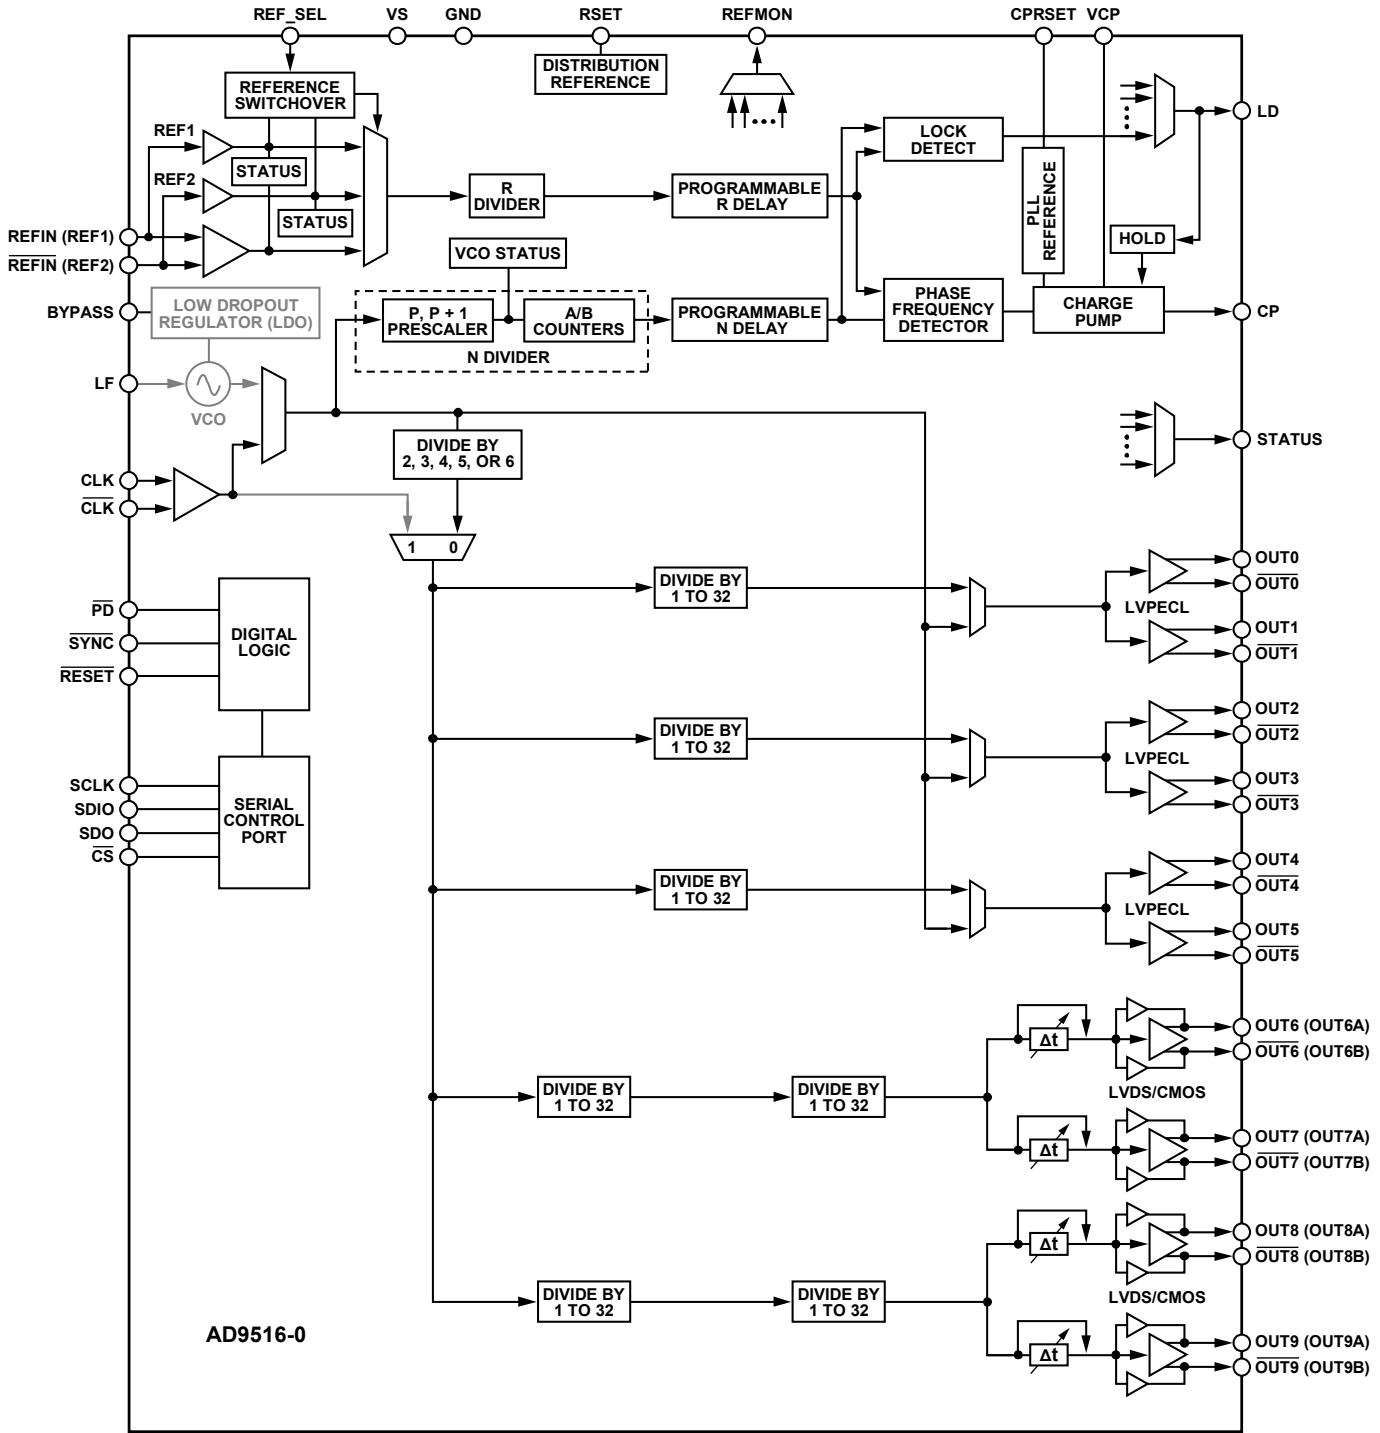 REF_SEL
VS
GND
RSET
REFMON
CPRSET
VCP
DISTRIBUTION
REFERENCE
REFERENCE
SWITCHOVER
LD
REF1
LOCK
DETECT
STATUS
REF2
R
DIVIDER
PROGRAMMABLE
R DELAY
PLL
REFERENCE
STATUS
REFIN (REF1)
REFIN (REF2)
HOLD
VCO STATUS
BYPASS
LOW DROPOUT
REGULATOR (LDO)
P, P + 1
PRESCALER
A/B
COUNTERS
N DIVIDER
PROGRAMMABLE
N DELAY
PHASE
FREQUENCY
DETECTOR
CHARGE
PUMP
CP
LF
VCO
STATUS
DIVIDE BY
2, 3, 4, 5, OR 6
CLK
CLK
1 0
DIVIDE BY
1 TO 32
LVPECL
OUT0
OUT0
OUT1
OUT1
PD
SYNC
RESET
DIGITAL
LOGIC
DIVIDE BY
1 TO 32
LVPECL
OUT2
OUT2
OUT3
OUT3
SCLK
SDIO
SDO
CS
SERIAL
CONTROL
PORT
DIVIDE BY
1 TO 32
LVPECL
OUT4
OUT4
OUT5
OUT5
DIVIDE BY
1 TO 32
DIVIDE BY
1 TO 32
Δt
OUT6 (OUT6A)
OUT6 (OUT6B)
LVDS/CMOS
Δt
OUT7 (OUT7A)
OUT7 (OUT7B)
DIVIDE BY
1 TO 32
DIVIDE BY
1 TO 32
Δt
OUT8 (OUT8A)
OUT8 (OUT8B)
LVDS/CMOS
Δt
OUT9 (OUT9A)
OUT9 (OUT9B)
AD9516-0